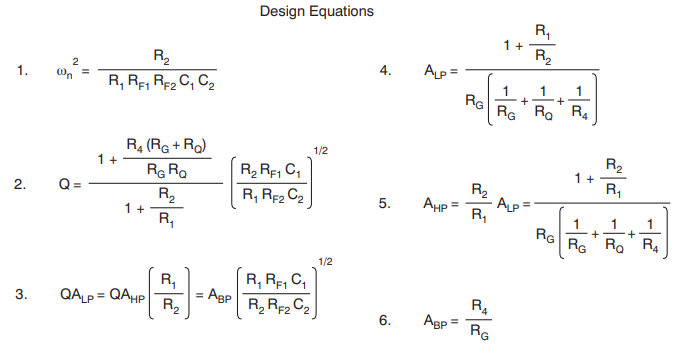 Design Equations
1. ωn² = R2 / (R1 RF1 RF2 C1 C2)
2. Q = [1 + R4 (RG + RQ) / (RG RQ)] / [1 + R2 / R1] (R2 RF1 C1 / R1 RF2 C2)^1/2
3. QALP = QAHP (R1 / R2) = ABP (R1 RF1 C1 / R2 RF2 C2)^1/2
4. ALP = [1 + R1 / R2] / [RG (1/RG + 1/RQ + 1/R4)]
5. AHP = R2/R1 ALP = [1 + R2 / R1] / [RG (1/RG + 1/RQ + 1/R4)]
6. ABP = R4 / RG